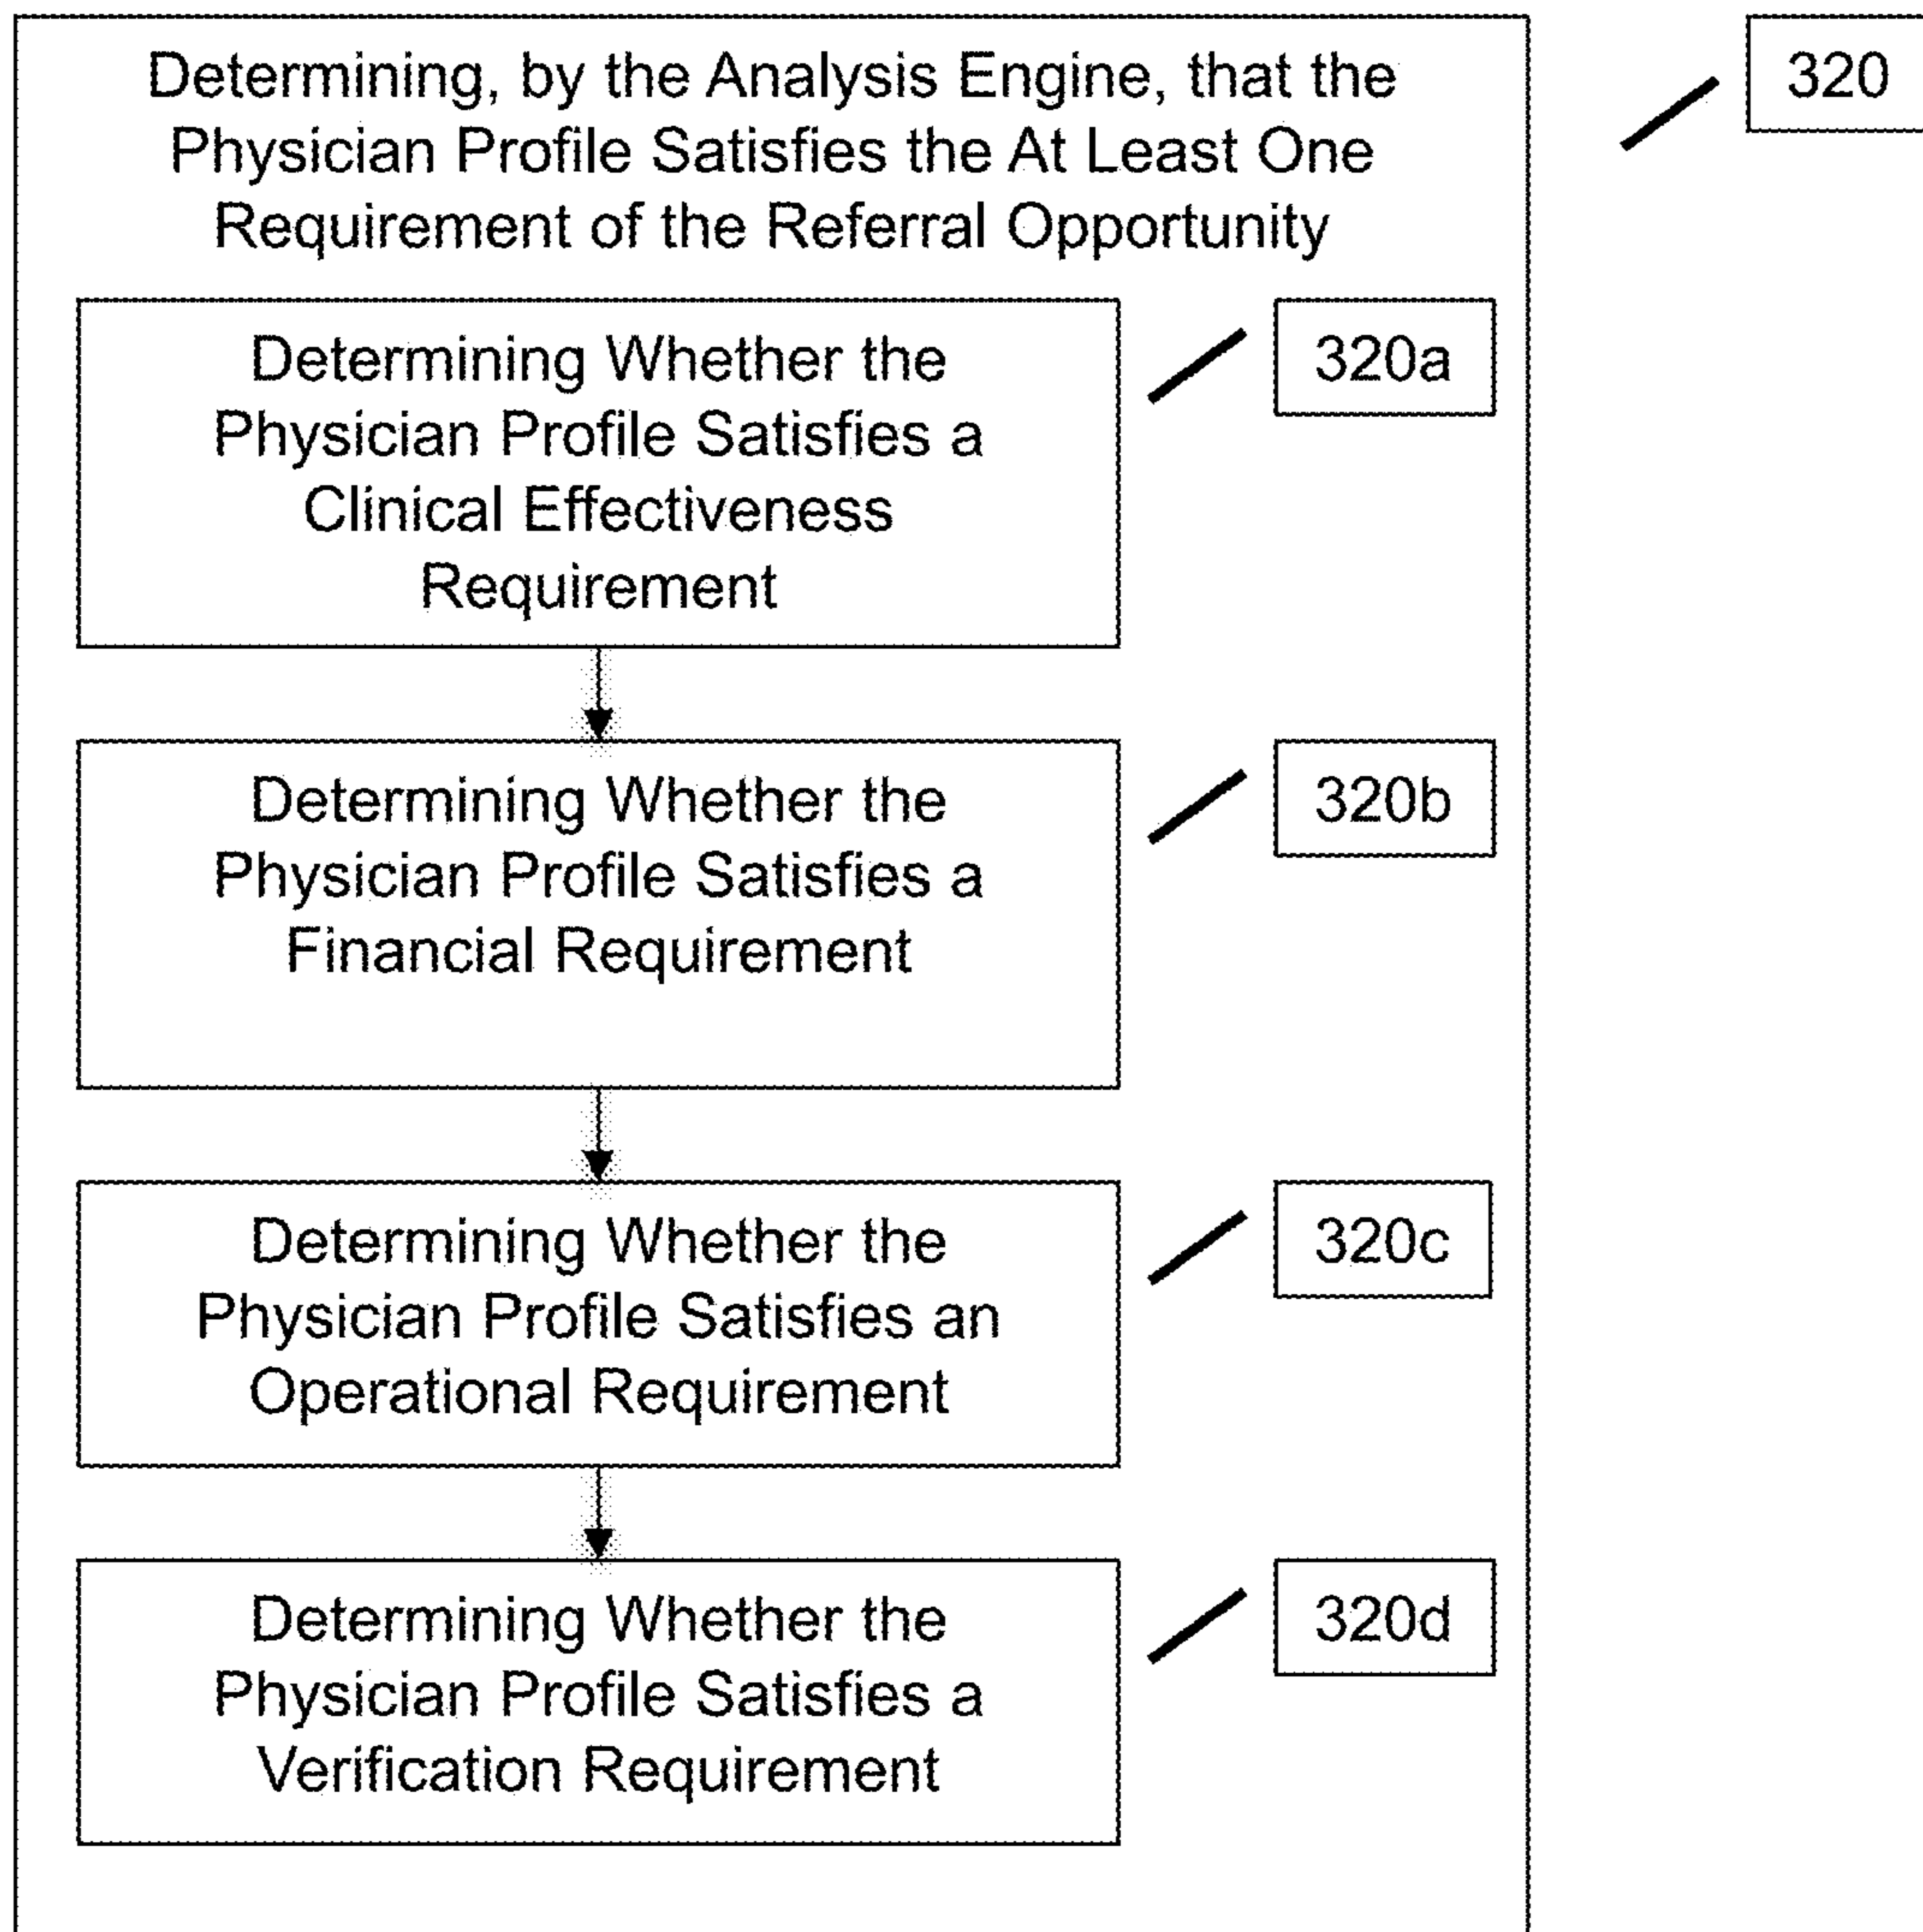 Determining, by the Analysis Engine, that the
Physician Profile Satisfies the At Least One
Requirement of the Referral Opportunity
320
Determining Whether the
Physician Profile Satisfies a
Clinical Effectiveness
Requirement
320a
Determining Whether the
Physician Profile Satisfies a
Financial Requirement
320b
Determining Whether the
Physician Profile Satisfies an
Operational Requirement
320c
Determining Whether the
Physician Profile Satisfies a
Verification Requirement
320d